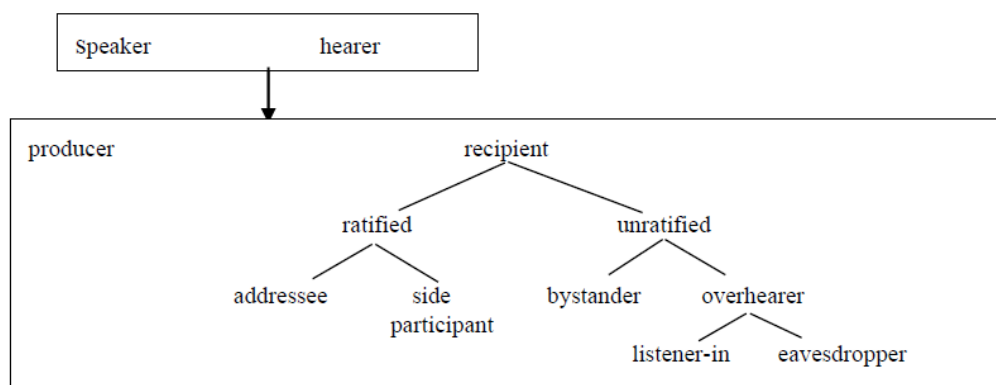 Speaker hearer
producer recipient
ratified unratified
addressee side participant bystander overhearer
listener-in eavesdropper